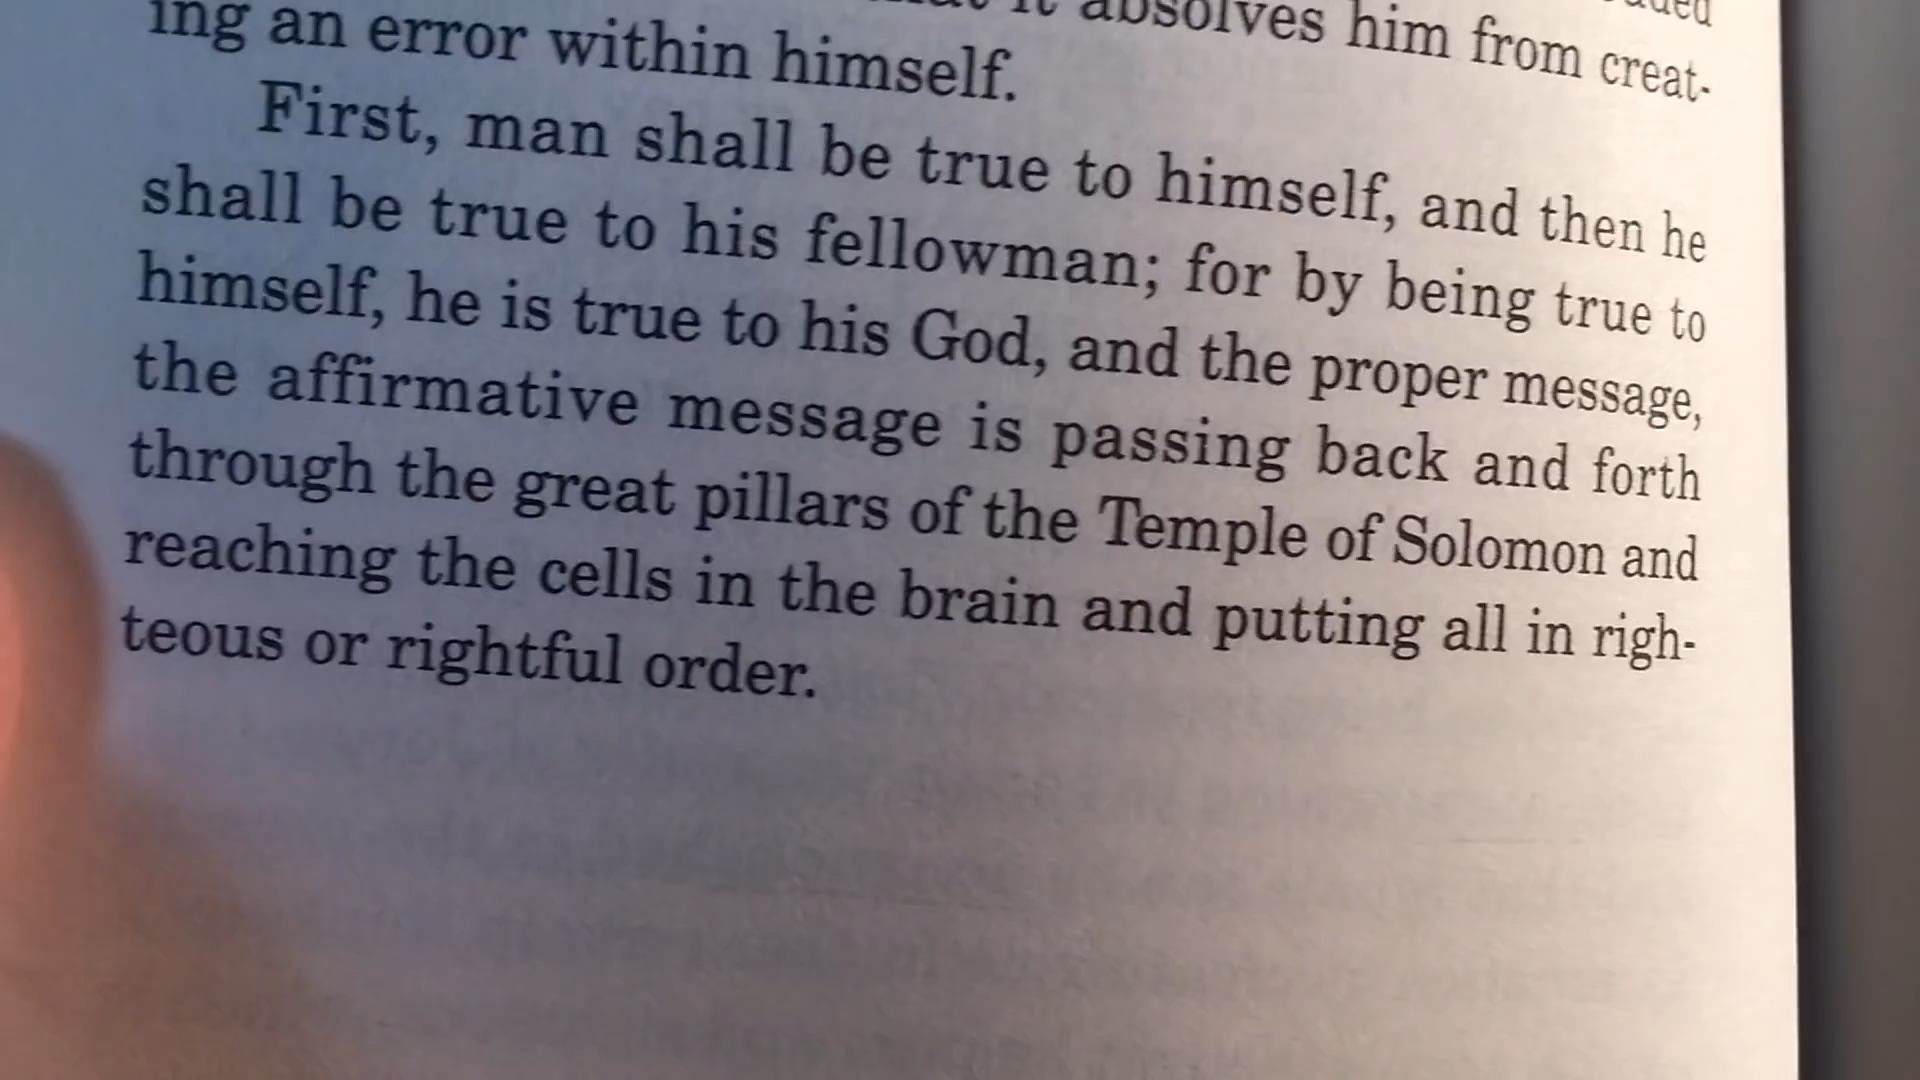 it absolves him from creat-
ing an error within himself.
First, man shall be true to himself, and then he
shall be true to his fellowman; for by being true to
himself, he is true to his God, and the proper message,
the affirmative message is passing back and forth
through the great pillars of the Temple of Solomon and
reaching the cells in the brain and putting all in righ-
teous or rightful order.